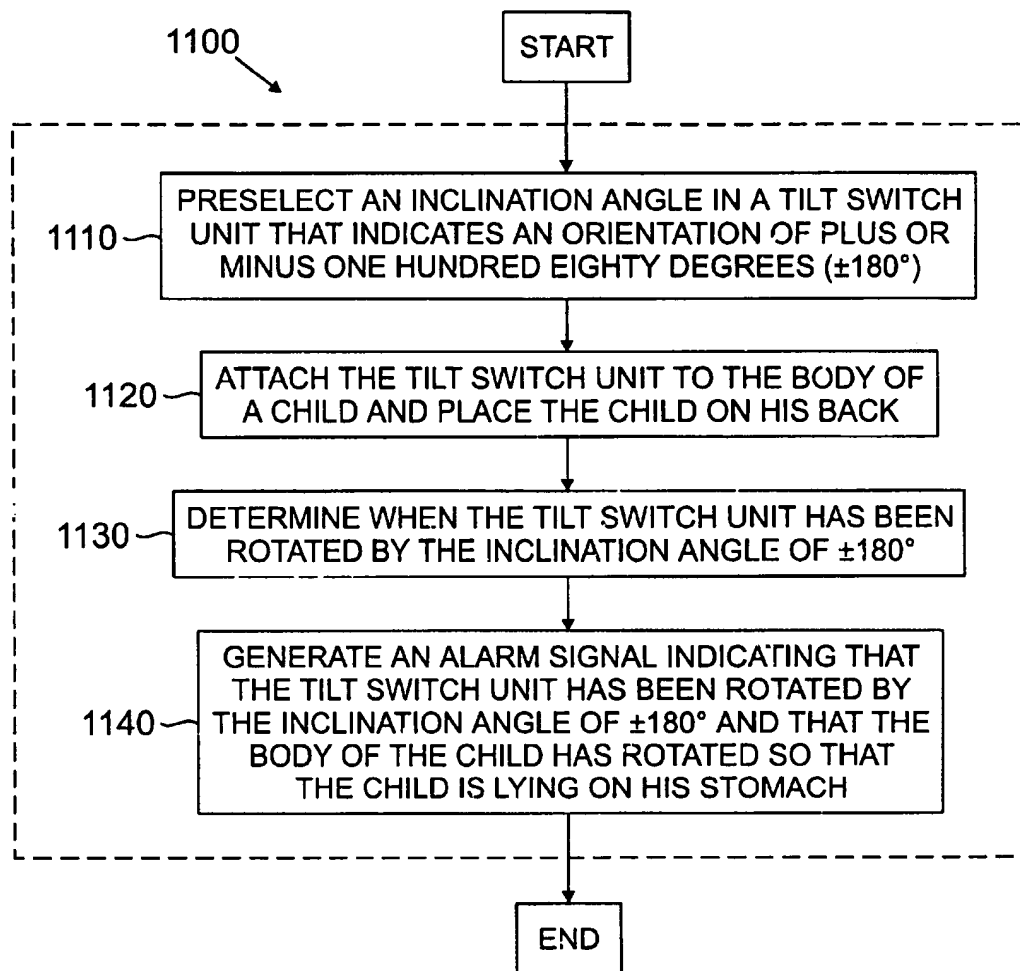 1100
START
1110
PRESELECT AN INCLINATION ANGLE IN A TILT SWITCH
UNIT THAT INDICATES AN ORIENTATION OF PLUS OR
MINUS ONE HUNDRED EIGHTY DEGREES (±180°)
1120
ATTACH THE TILT SWITCH UNIT TO THE BODY OF
A CHILD AND PLACE THE CHILD ON HIS BACK
1130
DETERMINE WHEN THE TILT SWITCH UNIT HAS BEEN
ROTATED BY THE INCLINATION ANGLE OF ±180°
1140
GENERATE AN ALARM SIGNAL INDICATING THAT
THE TILT SWITCH UNIT HAS BEEN ROTATED BY
THE INCLINATION ANGLE OF ±180° AND THAT THE
BODY OF THE CHILD HAS ROTATED SO THAT
THE CHILD IS LYING ON HIS STOMACH
END